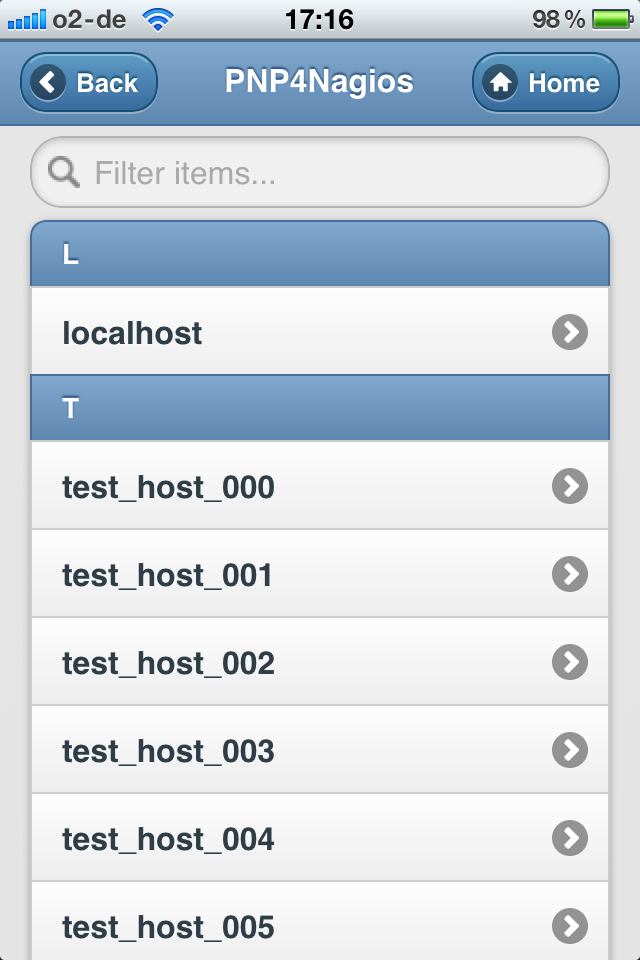 o2-de 17:16 98 %
Back PNP4Nagios Home
Filter items...
L
localhost
T
test_host_000
test_host_001
test_host_002
test_host_003
test_host_004
test_host_005